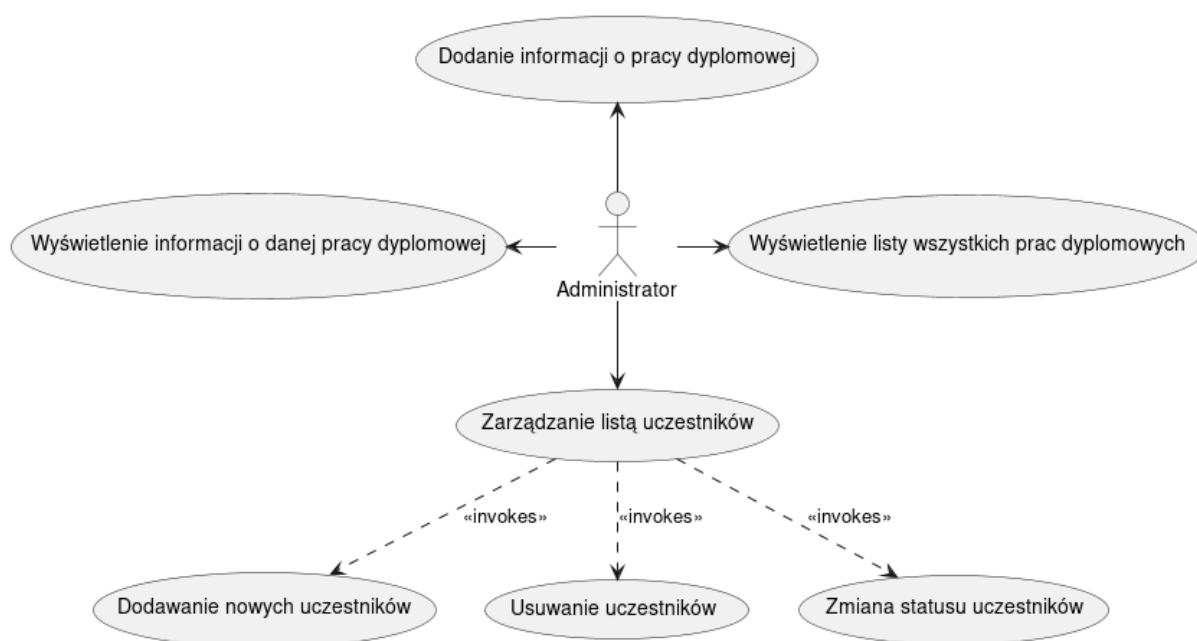 Dodanie informacji o pracy dyplomowej
Wyświetlenie informacji o danej pracy dyplomowej
Wyświetlenie listy wszystkich prac dyplomowych
Administrator
Zarządzanie listą uczestników
«invokes»
«invokes»
«invokes»
Dodawanie nowych uczestników
Usuwanie uczestników
Zmiana statusu uczestników